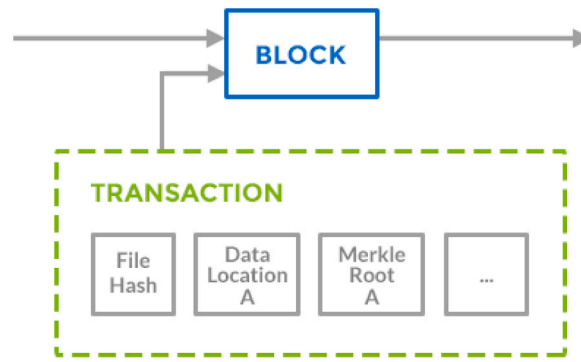 BLOCK
TRANSACTION
File
Hash
Data
Location
A
Merkle
Root
A
...